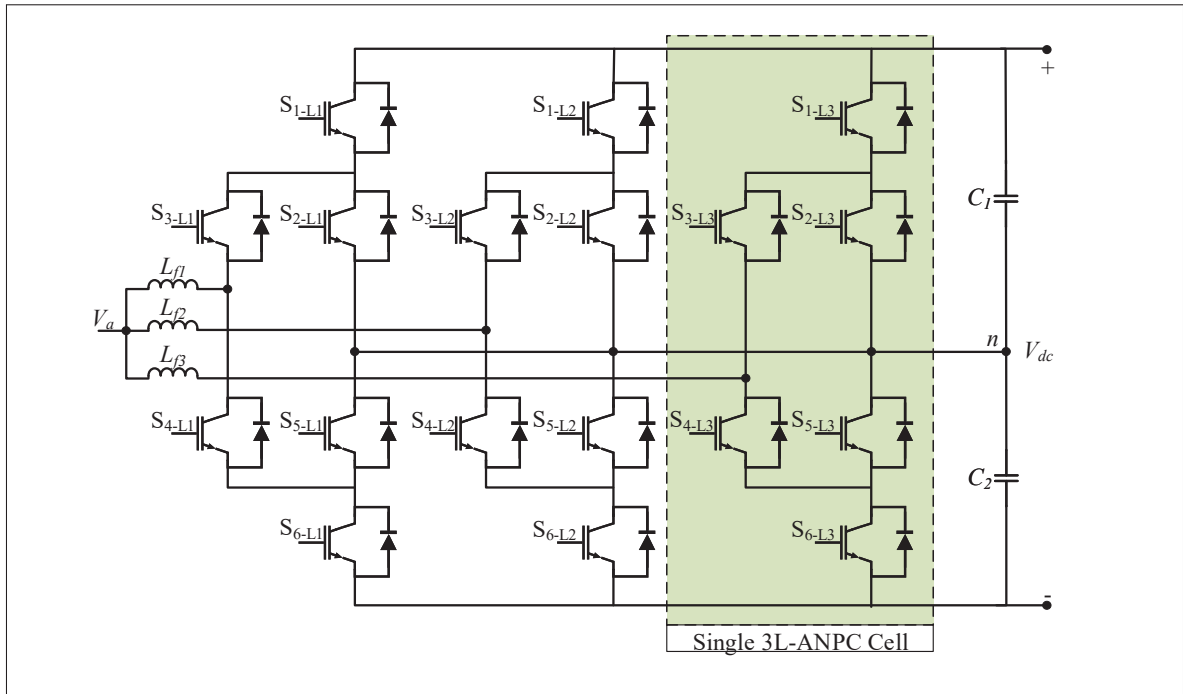 +
S1-L1
S1-L2
S1-L3
S3-L1
S2-L1
S3-L2
S2-L2
S3-L3
S2-L3
C1
Lf1
Va
Lf2
n
Vdc
Lf3
S4-L1
S5-L1
S4-L2
S5-L2
S4-L3
S5-L3
C2
S6-L1
S6-L2
S6-L3
-
Single 3L-ANPC Cell